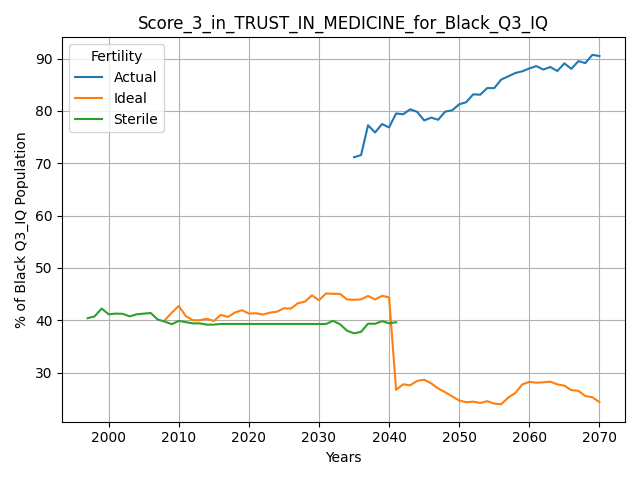 Score_3_in_TRUST_IN_MEDICINE_for_Black_Q3_IQ
Fertility
Actual
Ideal
Sterile
% of Black Q3_IQ Population
90
80
70
60
50
40
30
2000 2010 2020 2030 2040 2050 2060 2070
Years